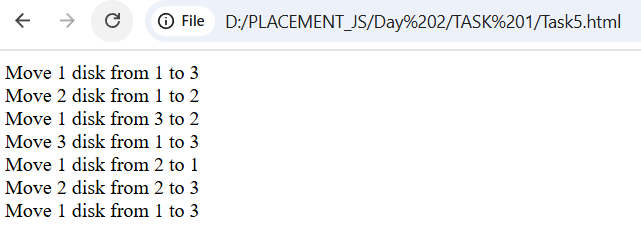 File D:/PLACEMENT_JS/Day%202/TASK%201/Task5.html
Move 1 disk from 1 to 3
Move 2 disk from 1 to 2
Move 1 disk from 3 to 2
Move 3 disk from 1 to 3
Move 1 disk from 2 to 1
Move 2 disk from 2 to 3
Move 1 disk from 1 to 3